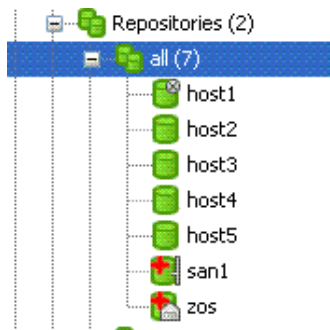 Repositories (2)
all (7)
host1
host2
host3
host4
host5
san1
zos